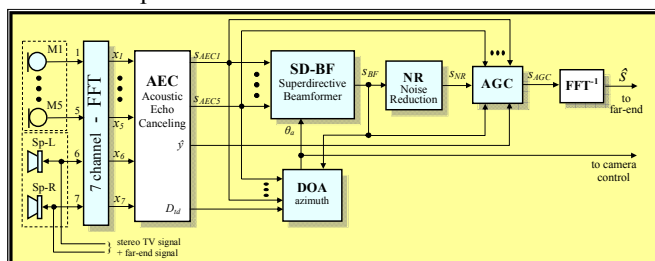 M1
M5
Sp-L
Sp-R
1
5
6
7
7 channel - FFT
x1
x5
x6
x7
AEC
Acoustic
Echo
Canceling
ŷ
Dtd
sAEC1
sAEC5
SD-BF
Superdirective
Beamformer
θa
sBF
NR
Noise
Reduction
sNR
AGC
sAGC
FFT⁻¹
Ŝ
to
far-end
DOA
azimuth
to camera
control
stereo TV signal
+ far-end signal